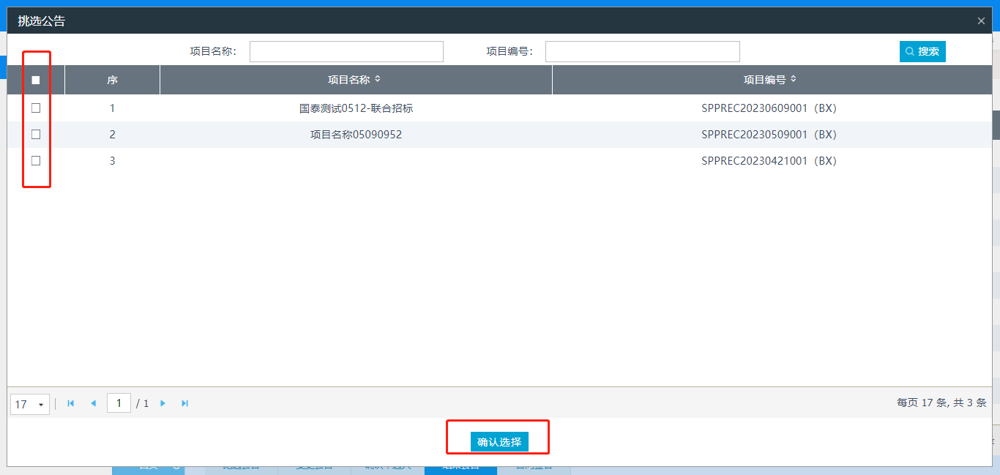 挑选公告
项目名称： 项目编号： 搜索
序 项目名称 项目编号
1 国泰测试0512-联合招标 SPPREC20230609001（BX）
2 项目名称05090952 SPPREC20230509001（BX）
3 SPPREC20230421001（BX）
17 1 / 1 每页 17 条, 共 3 条
确认选择